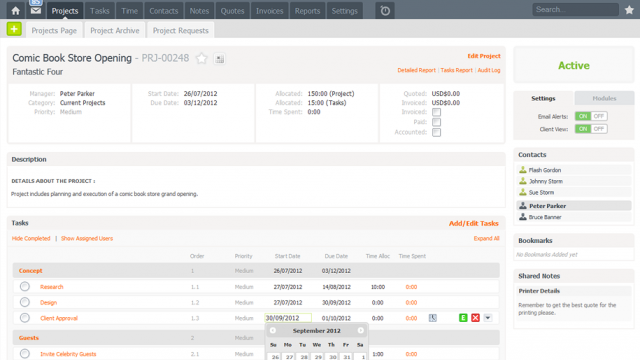 85
Projects Tasks Time Contacts Notes Quotes Invoices Reports Settings Search...
Projects Page Project Archive Project Requests
Comic Book Store Opening - PRJ-00248
Fantastic Four
Edit Project
Detailed Report | Tasks Report | Audit Log
Manager: Peter Parker
Category: Current Projects
Priority: Medium
Start Date: 26/07/2012
Due Date: 03/12/2012
Allocated: 150:00 (Project)
Allocated: 15:00 (Tasks)
Time Spent: 0:00
Quoted: USD$0.00
Invoiced: USD$0.00
Invoiced:
Paid:
Accounted:
Active
Settings Modules
Email Alerts: ON OFF
Client View: ON OFF
Description
DETAILS ABOUT THE PROJECT :
Project includes planning and execution of a comic book store grand opening.
Contacts
Flash Gordon
Johnny Storm
Sue Storm
Peter Parker
Bruce Banner
Bookmarks
No Bookmarks Added yet
Shared Notes
Printer Details
Remember to get the best quote for the
printing please.
Tasks Add/Edit Tasks
Hide Completed | Show Assigned Users Expand All
Order Priority Start Date Due Date Time Alloc Time Spent
Concept 1 Medium 26/07/2012 03/12/2012
Research 1.1 Medium 27/07/2012 14/08/2012 10:00 0:00
Design 1.2 Medium 27/07/2012 30/09/2012 0:00 0:00
Client Approval 1.3 Medium 30/09/2012 01/10/2012 0:00 0:00 E
September 2012
Guests 2 Medium
Su Mo Tu We Th Fr Sa
Invite Celebrity Guests 2.1 Medium 26 27 28 29 30 31 1 1:00 0:00